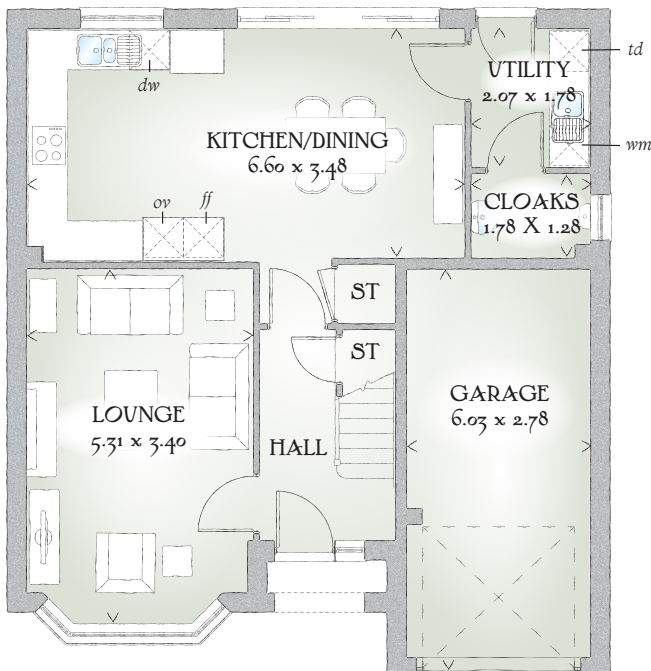 td
UTILITY
2.07 x 1.78
dw
KITCHEN/DINING
6.60 x 3.48
wm
ov
ff
CLOAKS
1.78 X 1.28
ST
ST
GARAGE
6.03 x 2.78
LOUNGE
5.31 x 3.40
HALL